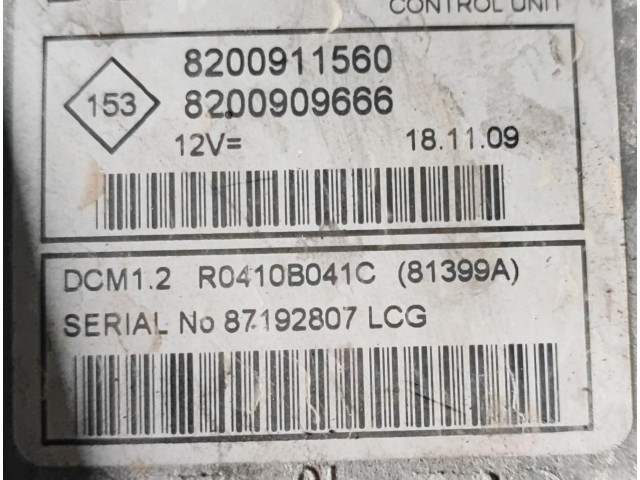 CONTROL UNIT
8200911560
153
8200909666
12V= 18.11.09
DCM1.2 R0410B041C (81399A)
SERIAL No 87192807 LCG